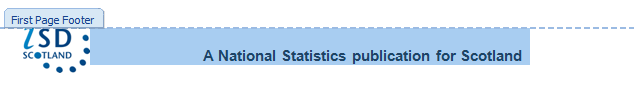 First Page Footer
ISD
SCOTLAND
A National Statistics publication for Scotland